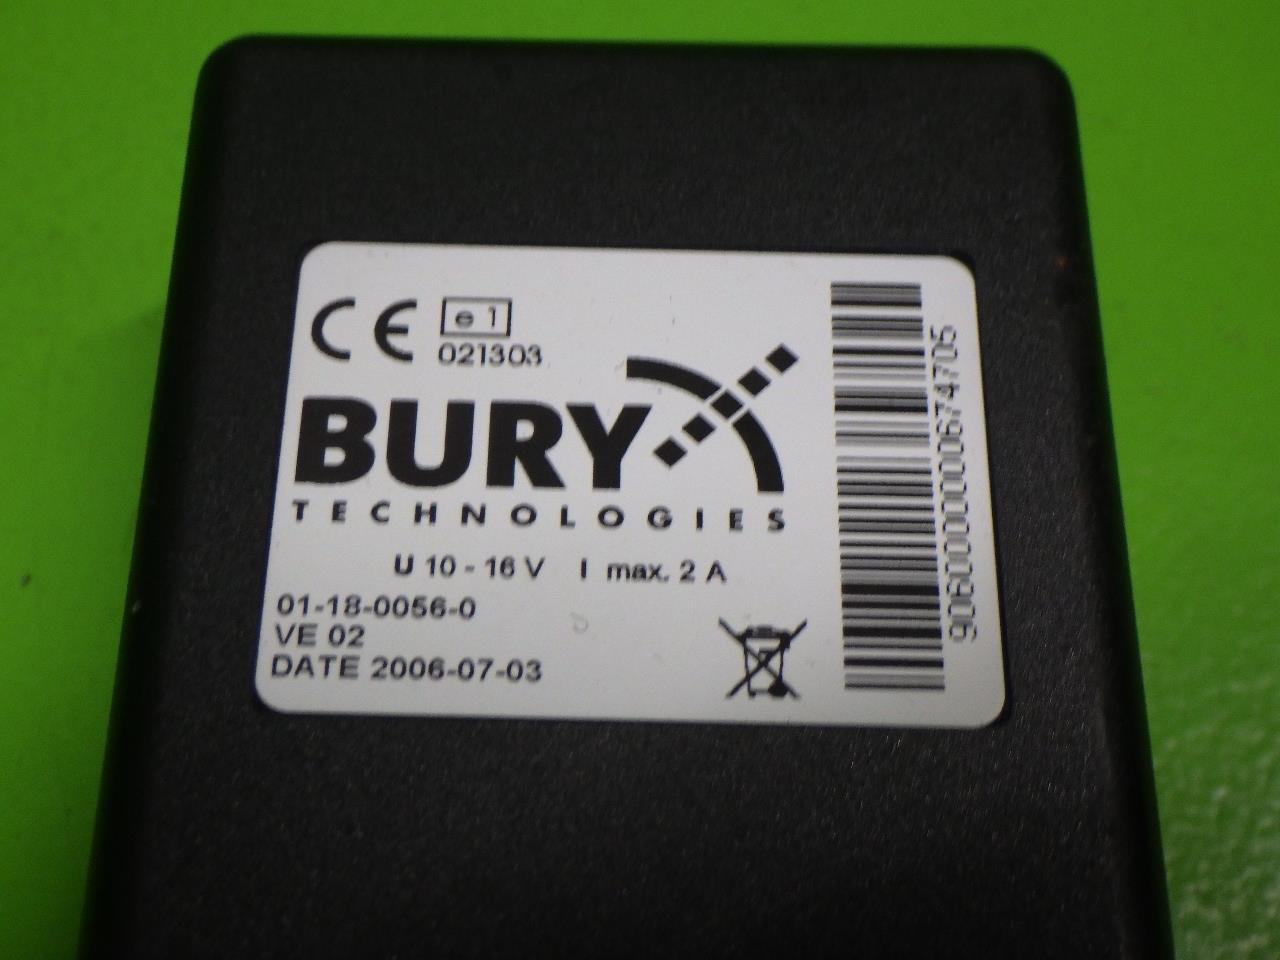 CE e 1
021303
BURY
TECHNOLOGIES
U 10 - 16 V I max. 2 A
01-18-0056-0
VE 02
DATE 2006-07-03
9060000000674705